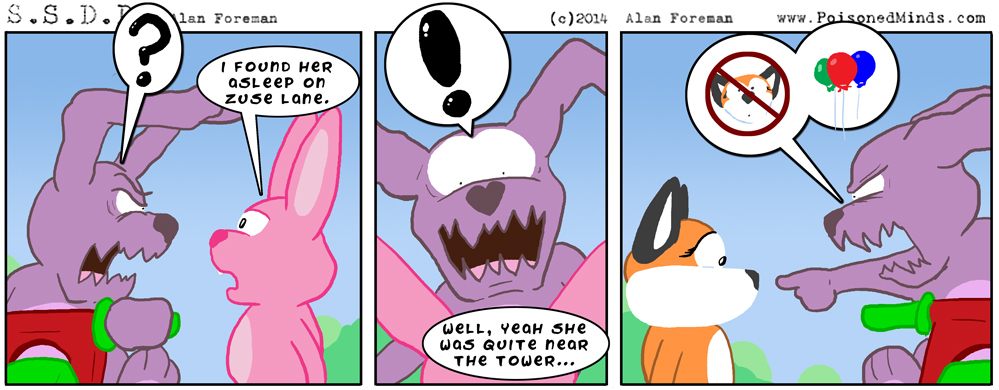 S.S.D.D. Alan Foreman
(c)2014 Alan Foreman www.PoisonedMinds.com
?
I FOUND HER
ASLEEP ON
ZUSE LANE.
!
WELL, YEAH SHE
WAS QUITE NEAR
THE TOWER...